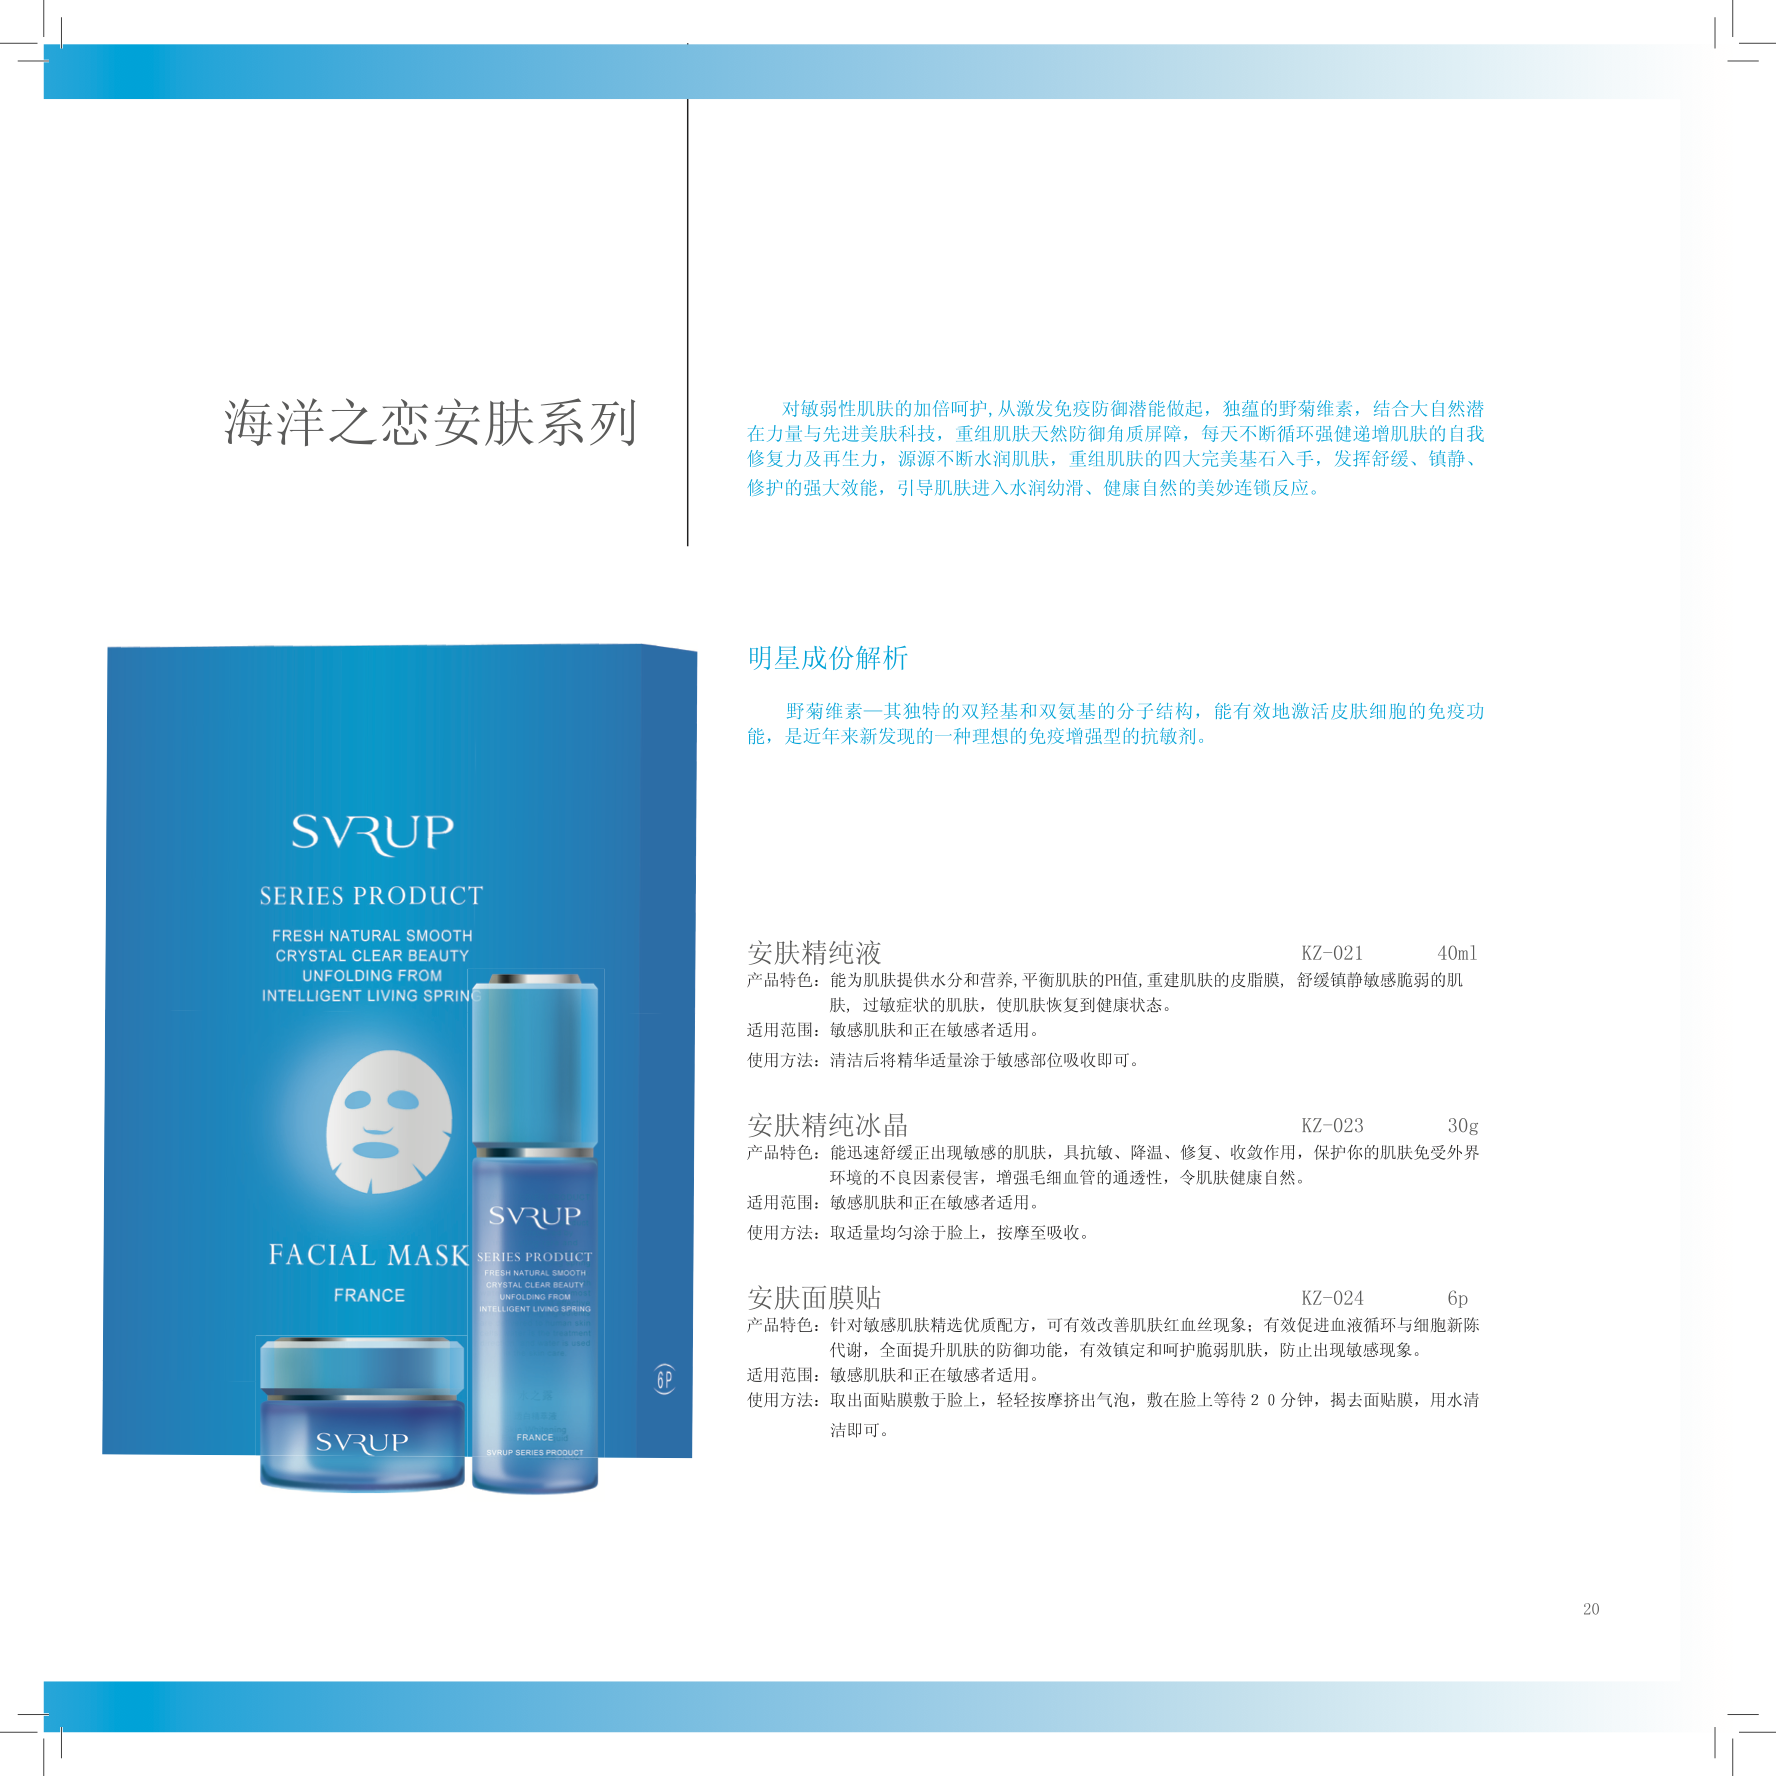 海洋之恋安肤系列
对敏弱性肌肤的加倍呵护,从激发免疫防御潜能做起，独蕴的野菊维素，结合大自然潜
在力量与先进美肤科技，重组肌肤天然防御角质屏障，每天不断循环强健递增肌肤的自我
修复力及再生力，源源不断水润肌肤，重组肌肤的四大完美基石入手，发挥舒缓、镇静、
修护的强大效能，引导肌肤进入水润幼滑、健康自然的美妙连锁反应。
明星成份解析
野菊维素—其独特的双羟基和双氨基的分子结构，能有效地激活皮肤细胞的免疫功
能，是近年来新发现的一种理想的免疫增强型的抗敏剂。
安肤精纯液 KZ-021 40ml
产品特色：能为肌肤提供水分和营养,平衡肌肤的PH值,重建肌肤的皮脂膜, 舒缓镇静敏感脆弱的肌
肤, 过敏症状的肌肤，使肌肤恢复到健康状态。
适用范围：敏感肌肤和正在敏感者适用。
使用方法：清洁后将精华适量涂于敏感部位吸收即可。
安肤精纯冰晶 KZ-023 30g
产品特色：能迅速舒缓正出现敏感的肌肤，具抗敏、降温、修复、收敛作用，保护你的肌肤免受外界
环境的不良因素侵害，增强毛细血管的通透性，令肌肤健康自然。
适用范围：敏感肌肤和正在敏感者适用。
使用方法：取适量均匀涂于脸上，按摩至吸收。
安肤面膜贴 KZ-024 6p
产品特色：针对敏感肌肤精选优质配方，可有效改善肌肤红血丝现象；有效促进血液循环与细胞新陈
代谢，全面提升肌肤的防御功能，有效镇定和呵护脆弱肌肤，防止出现敏感现象。
适用范围：敏感肌肤和正在敏感者适用。
使用方法：取出面贴膜敷于脸上，轻轻按摩挤出气泡，敷在脸上等待２０分钟，揭去面贴膜，用水清
洁即可。
SVRUP
SERIES PRODUCT
FRESH NATURAL SMOOTH
CRYSTAL CLEAR BEAUTY
UNFOLDING FROM
INTELLIGENT LIVING SPRING
FACIAL MASK
FRANCE
6P
SVRUP
SERIES PRODUCT
FRESH NATURAL SMOOTH
CRYSTAL CLEAR BEAUTY
UNFOLDING FROM
INTELLIGENT LIVING SPRING
FRANCE
SVRUP SERIES PRODUCT
SVRUP
20